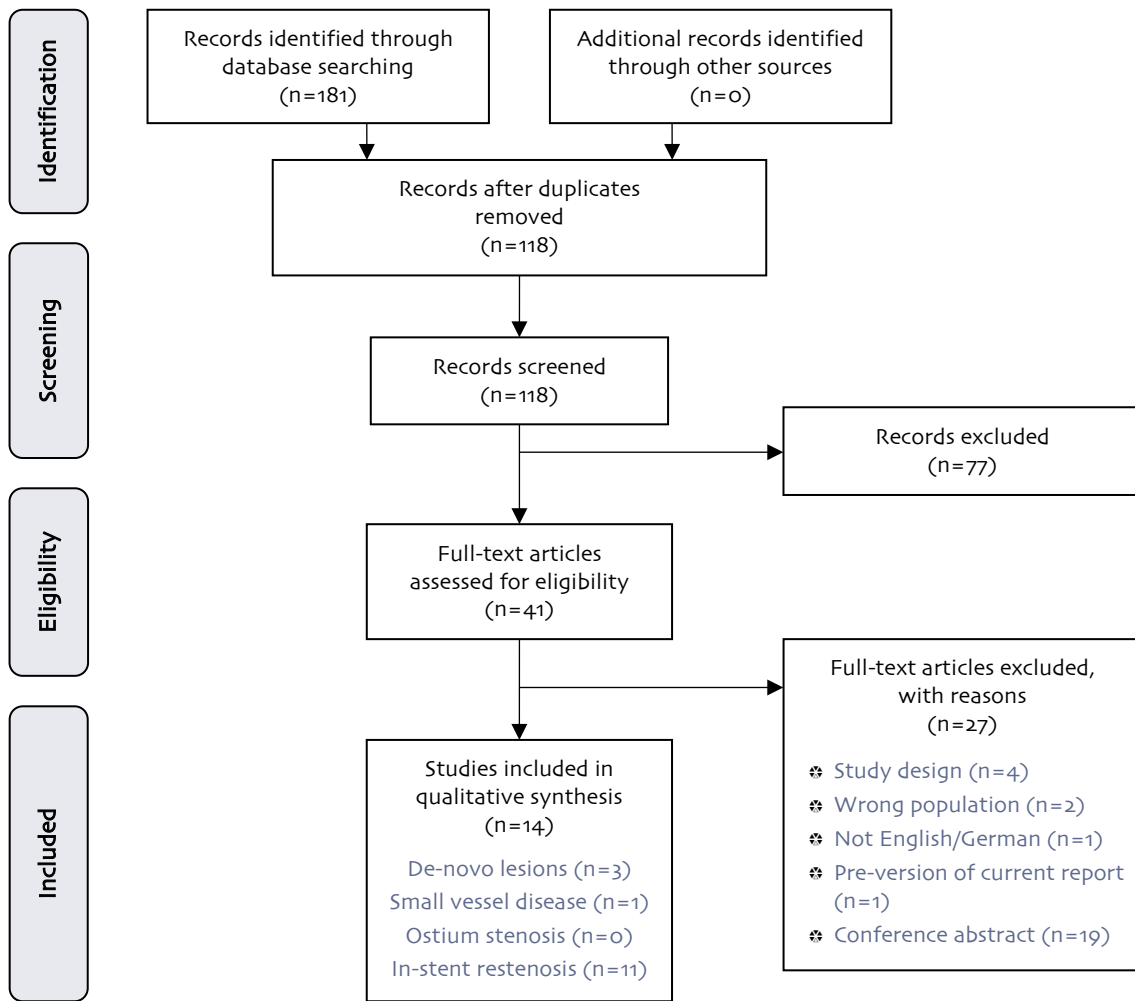 Identification
Records identified through
database searching
(n=181)
Additional records identified
through other sources
(n=0)
Records after duplicates
removed
(n=118)
Screening
Records screened
(n=118)
Records excluded
(n=77)
Eligibility
Full-text articles
assessed for eligibility
(n=41)
Full-text articles excluded,
with reasons
(n=27)
Study design (n=4)
Wrong population (n=2)
Not English/German (n=1)
Pre-version of current report
(n=1)
Conference abstract (n=19)
Included
Studies included in
qualitative synthesis
(n=14)
De-novo lesions (n=3)
Small vessel disease (n=1)
Ostium stenosis (n=0)
In-stent restenosis (n=11)